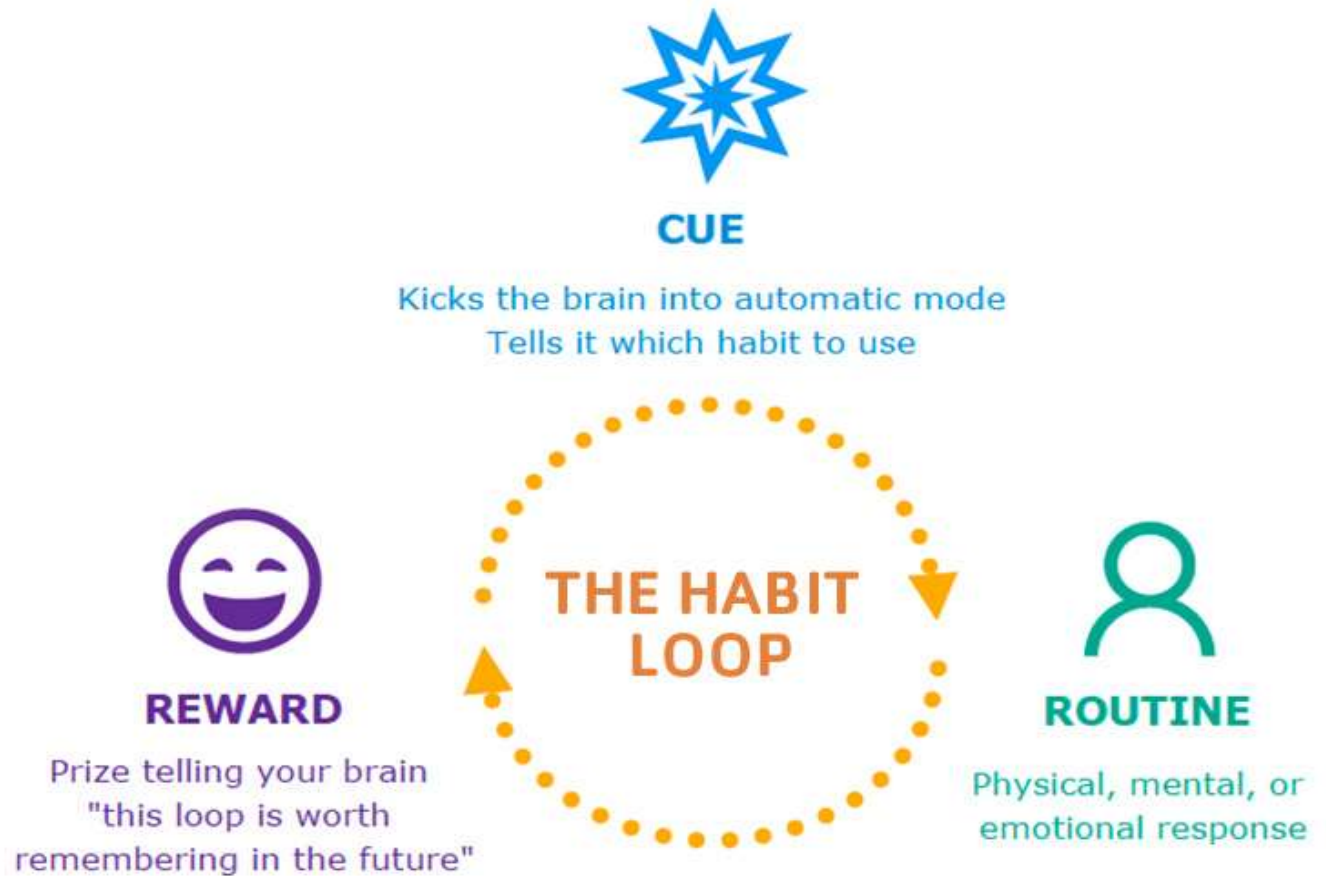 CUE
Kicks the brain into automatic mode
Tells it which habit to use
THE HABIT
LOOP
REWARD
Prize telling your brain
"this loop is worth
remembering in the future"
ROUTINE
Physical, mental, or
emotional response